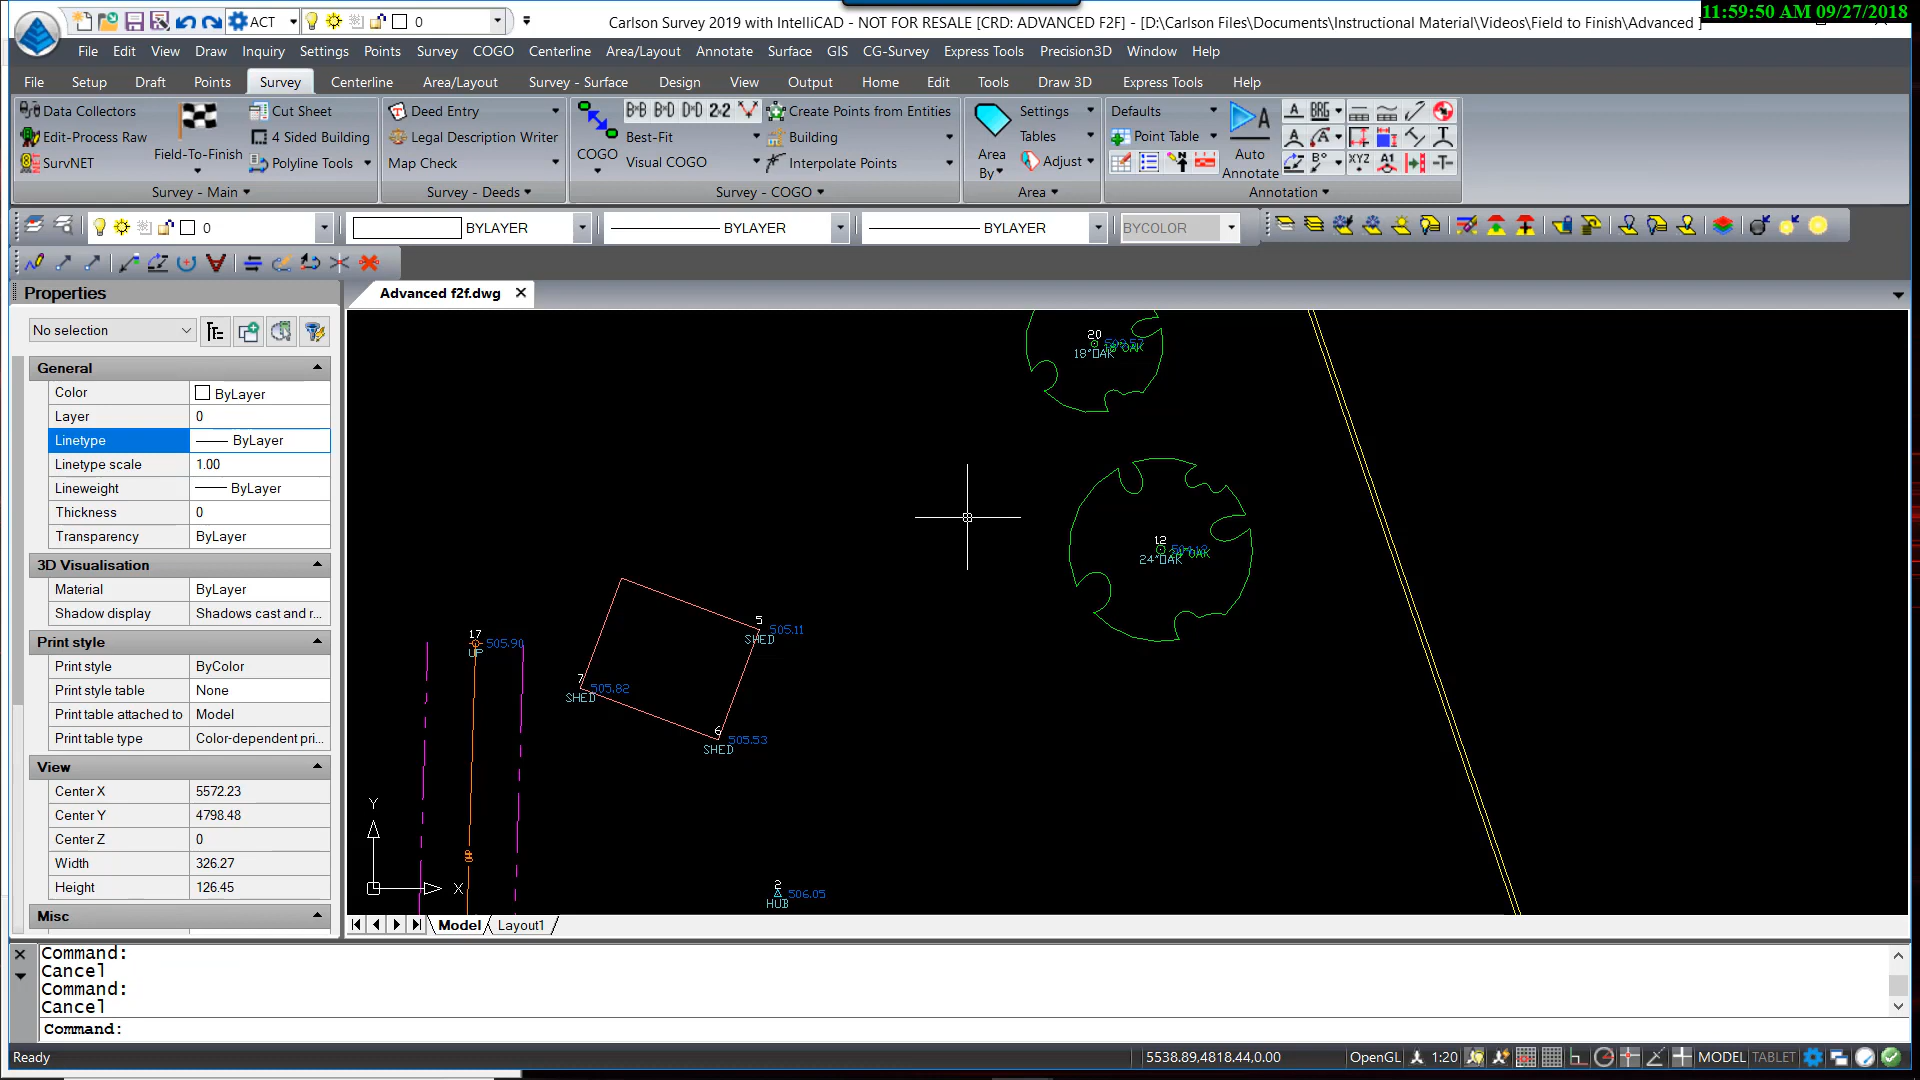 ACT
0
Carlson Survey 2019 with IntelliCAD - NOT FOR RESALE [CRD: ADVANCED F2F] - [D:\Carlson Files\Documents\Instructional Material\Videos\Field to Finish\Advanced ]
11:59:50 AM 09/27/2018
File Edit View Draw Inquiry Settings Points Survey COGO Centerline Area/Layout Annotate Surface GIS CG-Survey Express Tools Precision3D Window Help
File Setup Draft Points Survey Centerline Area/Layout Survey - Surface Design View Output Home Edit Tools Draw 3D Express Tools Help
Data Collectors
Edit-Process Raw
SurvNET
Field-To-Finish
Cut Sheet
4 Sided Building
Polyline Tools
Survey - Main
Deed Entry
Legal Description Writer
Map Check
Survey - Deeds
COGO
B×B B×D D×D 2-2
Best-Fit
Visual COGO
Create Points from Entities
Building
Interpolate Points
Survey - COGO
Area
By
Settings
Tables
Adjust
Area
Defaults
Point Table
Auto
Annotate
BRG
XYZ
Annotation
0
BYLAYER
BYLAYER
BYLAYER
BYCOLOR
Properties
No selection
General
Color ByLayer
Layer 0
Linetype ByLayer
Linetype scale 1.00
Lineweight ByLayer
Thickness 0
Transparency ByLayer
3D Visualisation
Material ByLayer
Shadow display Shadows cast and r...
Print style
Print style ByColor
Print style table None
Print table attached to Model
Print table type Color-dependent pri...
View
Center X 5572.23
Center Y 4798.48
Center Z 0
Width 326.27
Height 126.45
Misc
Advanced f2f.dwg
20
18"OAK
18"OAK
12
24"OAK
24"OAK
5
505.11
SHED
17
505.90
UP
7
505.82
SHED
6
505.53
SHED
2
506.05
HUB
Y
X
Model Layout1
Command:
Cancel
Command:
Cancel
Command:
Ready
5538.89,4818.44,0.00
OpenGL
1:20
MODEL
TABLET